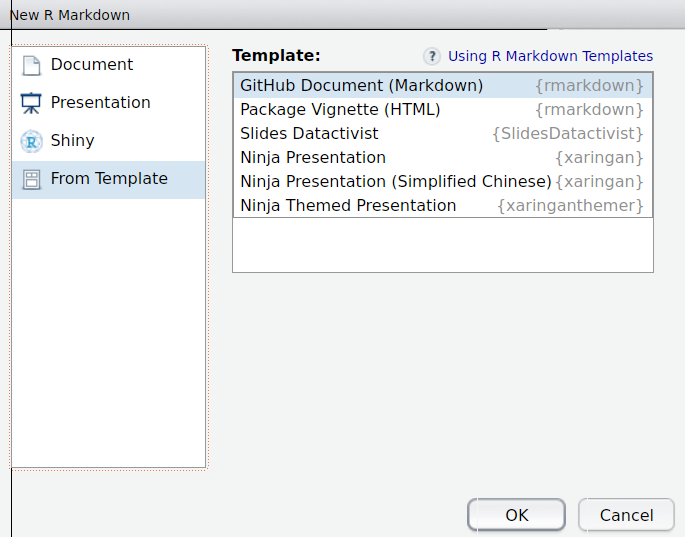 New R Markdown
Document
Presentation
Shiny
From Template
Template:
? Using R Markdown Templates
GitHub Document (Markdown) {rmarkdown}
Package Vignette (HTML) {rmarkdown}
Slides Datactivist {SlidesDatactivist}
Ninja Presentation {xaringan}
Ninja Presentation (Simplified Chinese) {xaringan}
Ninja Themed Presentation {xaringanthemer}
OK Cancel